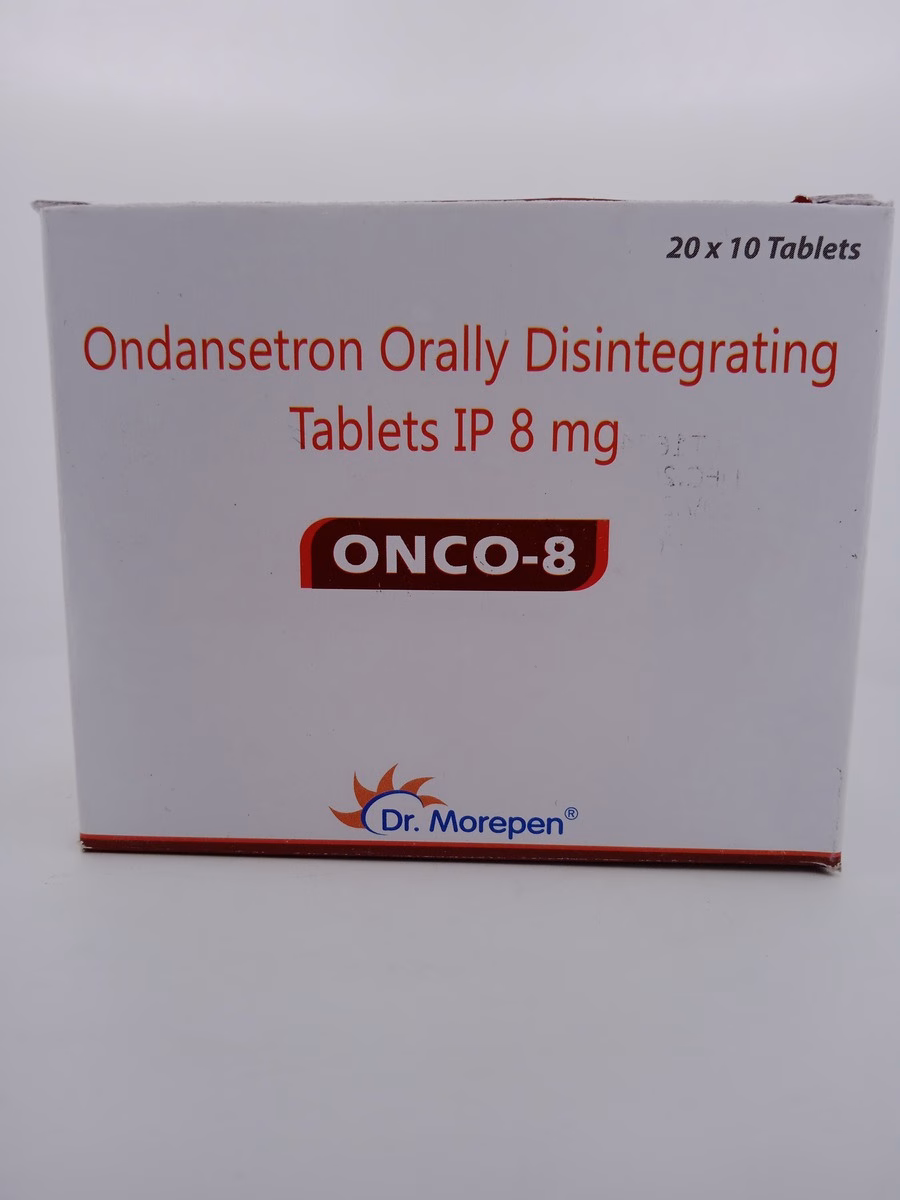 20 x 10 Tablets
Ondansetron Orally Disintegrating
Tablets IP 8 mg
ONCO-8
Dr. Morepen®